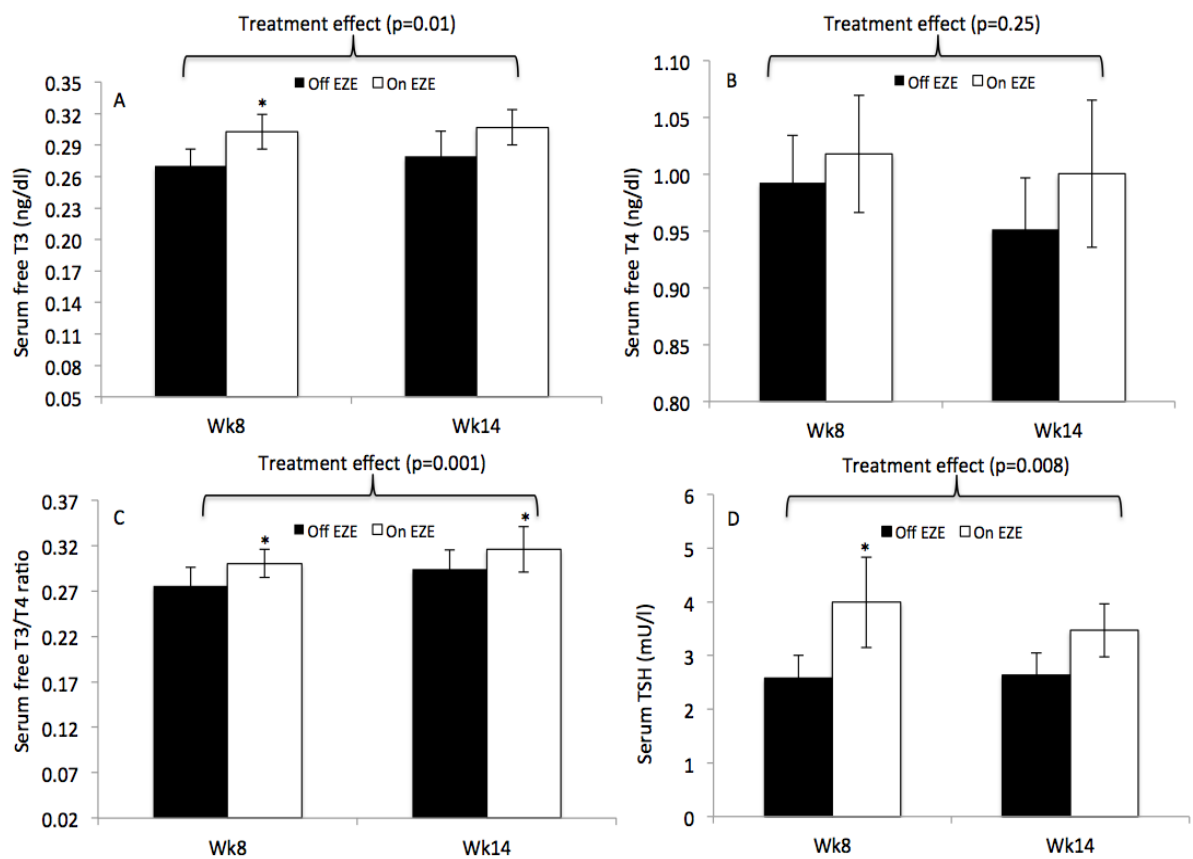 Treatment effect (p=0.01)
A
Off EZE On EZE
*
Serum free T3 (ng/dl)
0.35
0.32
0.29
0.26
0.23
0.20
0.17
0.14
0.11
0.08
0.05
Wk8 Wk14
Treatment effect (p=0.25)
B
Off EZE On EZE
Serum free T4 (ng/dl)
1.10
1.05
1.00
0.95
0.90
0.85
0.80
Wk8 Wk14
Treatment effect (p=0.001)
C
Off EZE On EZE
* *
Serum free T3/T4 ratio
0.37
0.32
0.27
0.22
0.17
0.12
0.07
0.02
Wk8 Wk14
Treatment effect (p=0.008)
D
Off EZE On EZE
*
Serum TSH (mU/l)
6
5
4
3
2
1
0
Wk8 Wk14